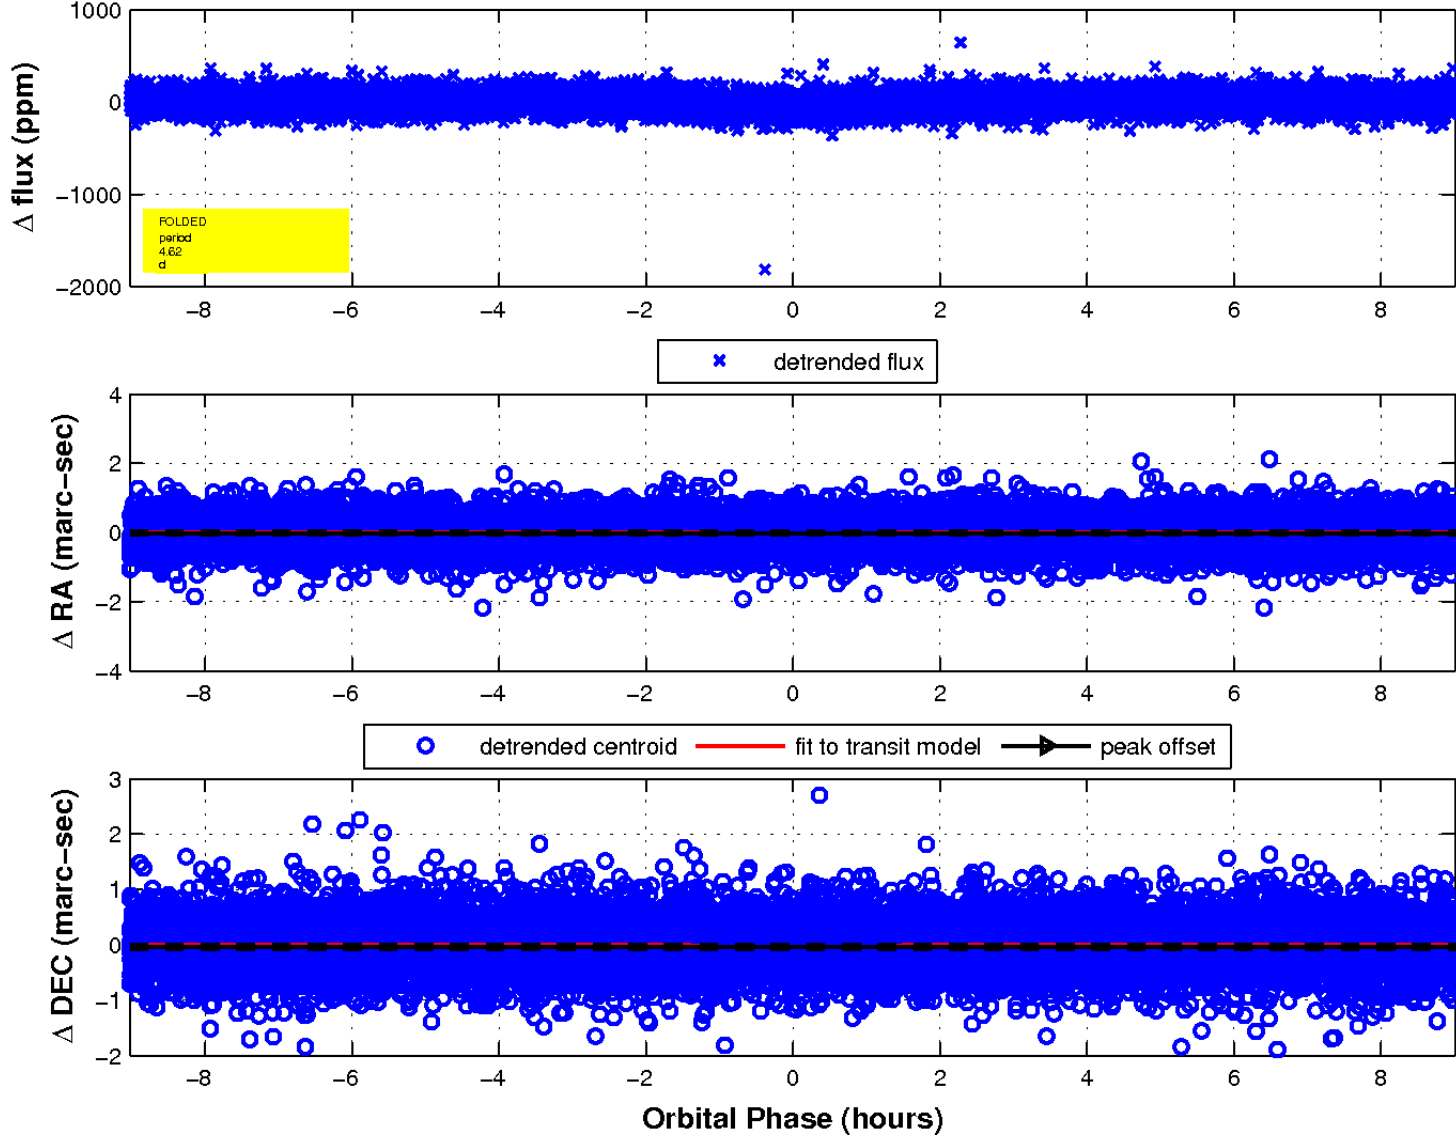 1000
0
−1000
−2000
Δ flux (ppm)
FOLDED
period
4.62
d
−8 −6 −4 −2 0 2 4 6 8
detrended flux
4
2
0
−2
−4
Δ RA (marc−sec)
−8 −6 −4 −2 0 2 4 6 8
detrended centroid fit to transit model peak offset
3
2
1
0
−1
−2
Δ DEC (marc−sec)
−8 −6 −4 −2 0 2 4 6 8
Orbital Phase (hours)